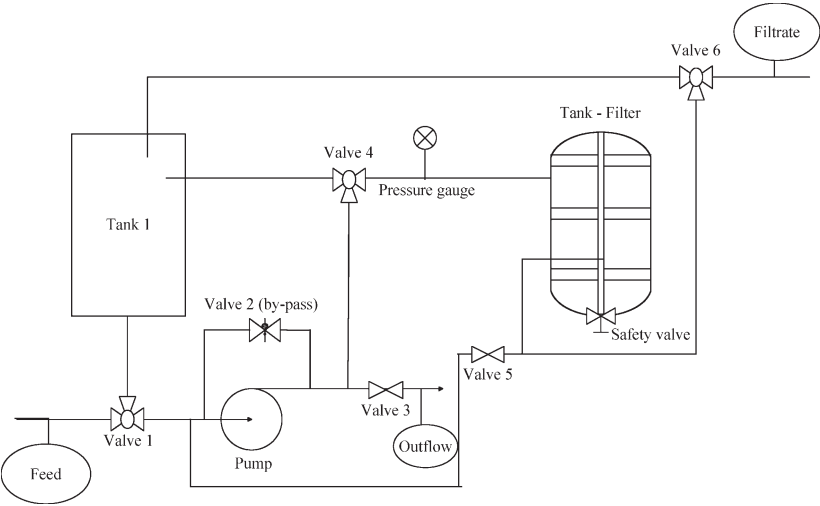 Filtrate
Valve 6
Tank - Filter
Valve 4
Pressure gauge
Tank 1
Valve 2 (by-pass)
Safety valve
Valve 5
Valve 3
Valve 1
Outflow
Pump
Feed